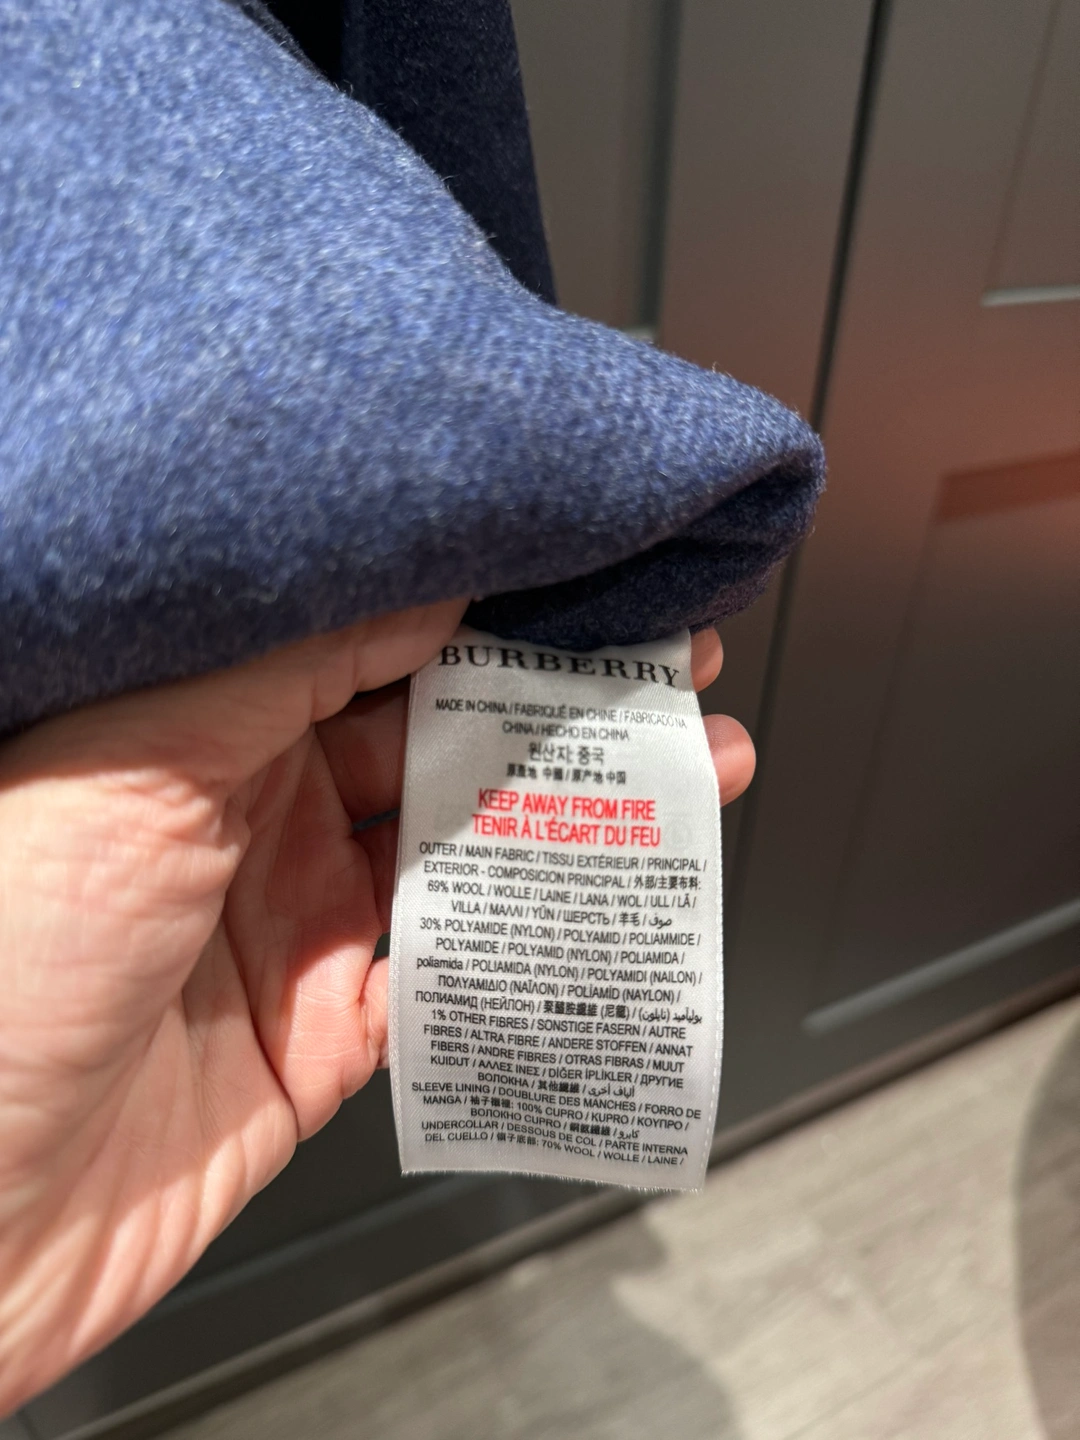 BURBERRY
MADE IN CHINA / FABRIQUÉ EN CHINE / FABRICADO NA
CHINA / HECHO EN CHINA
원산지: 중국
原產地 中國 / 原产地 中国
KEEP AWAY FROM FIRE
TENIR À L'ÉCART DU FEU
OUTER / MAIN FABRIC / TISSU EXTÉRIEUR / PRINCIPAL /
EXTERIOR - COMPOSICION PRINCIPAL / 外部/主要布料:
69% WOOL / WOLLE / LAINE / LANA / WOL / ULL / LÃ /
VILLA / ΜΑΛΛΙ / YÜN / ШЕРСТЬ / 羊毛 / صوف
30% POLYAMIDE (NYLON) / POLYAMID / POLIAMMIDE /
POLYAMIDE / POLYAMID (NYLON) / POLIAMIDA /
poliamida / POLIAMIDA (NYLON) / POLYAMIDI (NAILON) /
ΠΟΛΥΑΜΙΔΙΟ (ΝΑΪΛΟΝ) / POLİAMİD (NAYLON) /
ПОЛИАМИД (НЕЙЛОН) / 聚醯胺纖維 (尼龍) / بولياميد (نايلون)
1% OTHER FIBRES / SONSTIGE FASERN / AUTRE
FIBRES / ALTRA FIBRE / ANDERE STOFFEN / ANNAT
FIBERS / ANDRE FIBRES / OTRAS FIBRAS / MUUT
KUIDUT / ΑΛΛΕΣ ΙΝΕΣ / DİĞER İPLİKLER / ДРУГИЕ
ВОЛОКНА / 其他纖維 / ألياف أخرى
SLEEVE LINING / DOUBLURE DES MANCHES / FORRO DE
MANGA / 袖子襯裡: 100% CUPRO / KUPRO / ΚΟΥΠΡΟ /
ВОЛОКНО CUPRO / 銅氨纖維 / كابرو
UNDERCOLLAR / DESSOUS DE COL / PARTE INTERNA
DEL CUELLO / 領子底部: 70% WOOL / WOLLE / LAINE /